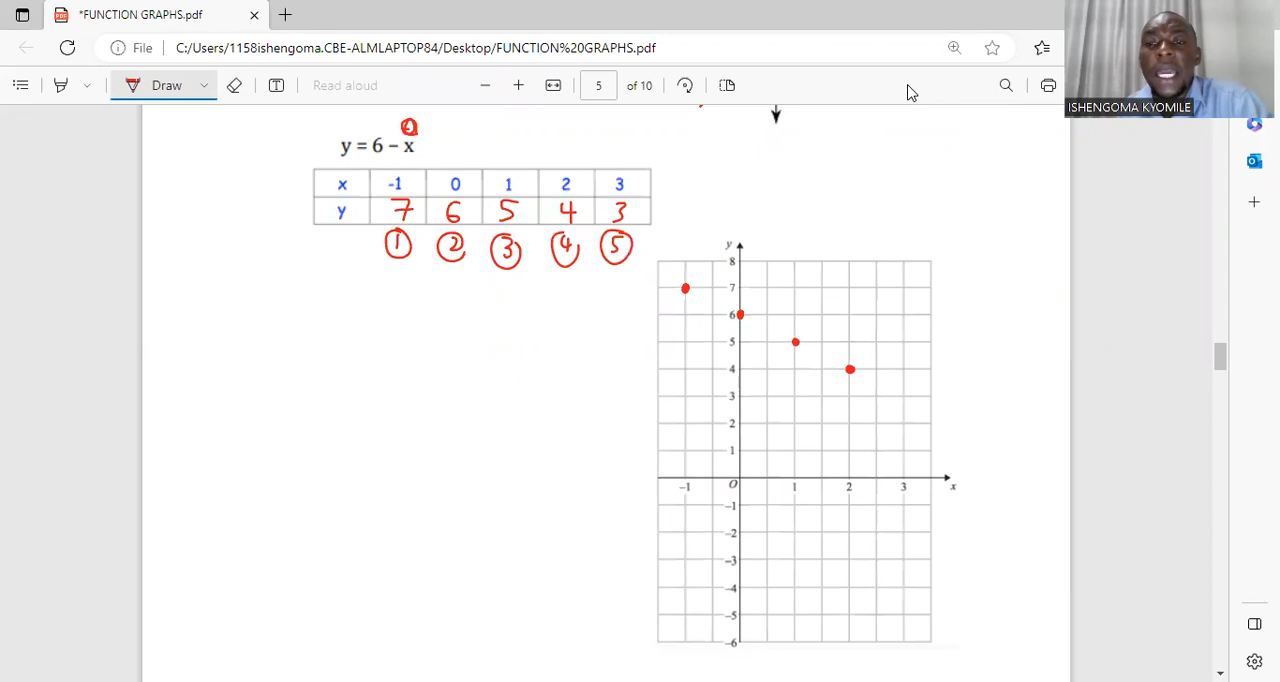 *FUNCTION GRAPHS.pdf
File C:/Users/1158ishengoma.CBE-ALMLAPTOP84/Desktop/FUNCTION%20GRAPHS.pdf
Draw Read aloud 5 of 10
ISHENGOMA KYOMILE
y = 6 − x
x -1 0 1 2 3
y 7 6 5 4 3
1 2 3 4 5
y
8
7
6
5
4
3
2
1
−1 O 1 2 3 x
−1
−2
−3
−4
−5
−6